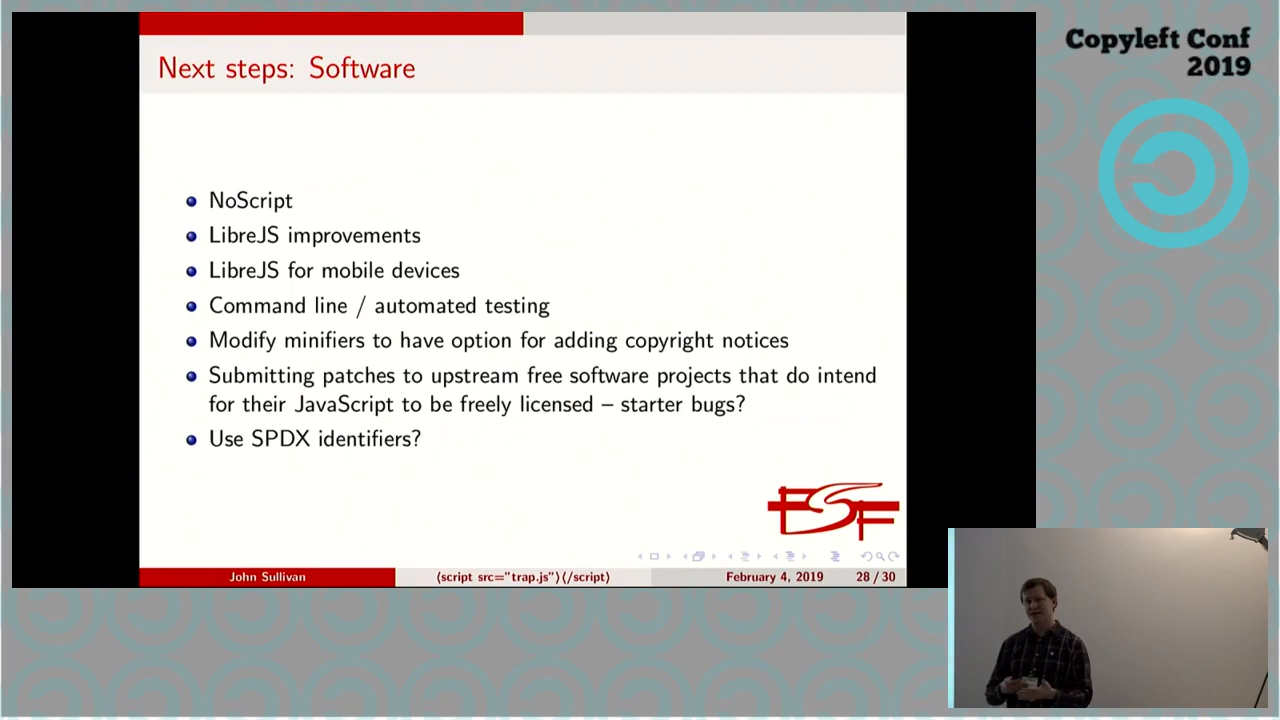 Copyleft Conf
2019
Next steps: Software
NoScript
LibreJS improvements
LibreJS for mobile devices
Command line / automated testing
Modify minifiers to have option for adding copyright notices
Submitting patches to upstream free software projects that do intend
for their JavaScript to be freely licensed – starter bugs?
Use SPDX identifiers?
FSF
John Sullivan
⟨script src="trap.js"⟩⟨/script⟩
February 4, 2019
28 / 30